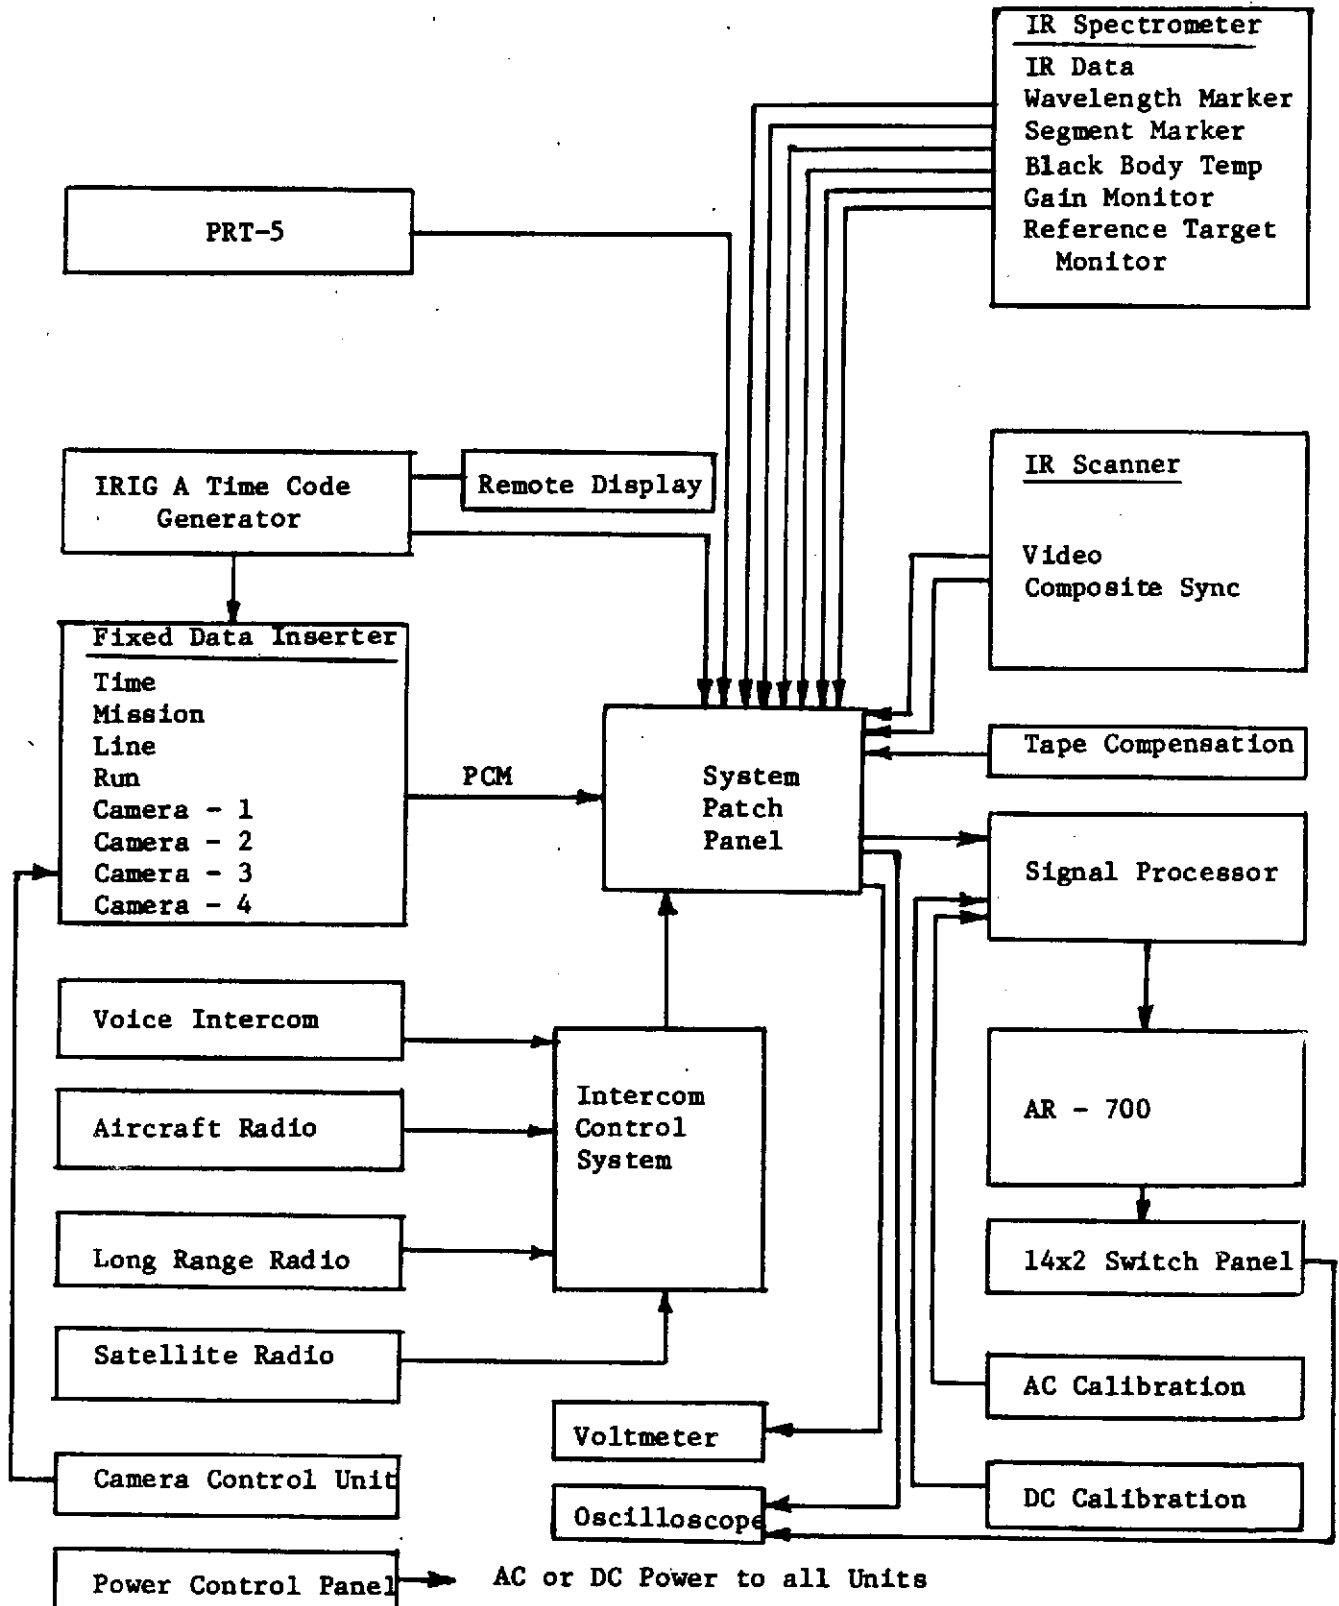 IR Spectrometer
IR Data
Wavelength Marker
Segment Marker
Black Body Temp
Gain Monitor
Reference Target
Monitor
PRT-5
IRIG A Time Code
Generator
Remote Display
IR Scanner
Video
Composite Sync
Fixed Data Inserter
Time
Mission
Line
Run
Camera - 1
Camera - 2
Camera - 3
Camera - 4
PCM
System
Patch
Panel
Tape Compensation
Signal Processor
Voice Intercom
Aircraft Radio
Long Range Radio
Satellite Radio
Intercom
Control
System
AR - 700
14x2 Switch Panel
AC Calibration
DC Calibration
Voltmeter
Oscilloscope
Camera Control Unit
Power Control Panel
AC or DC Power to all Units